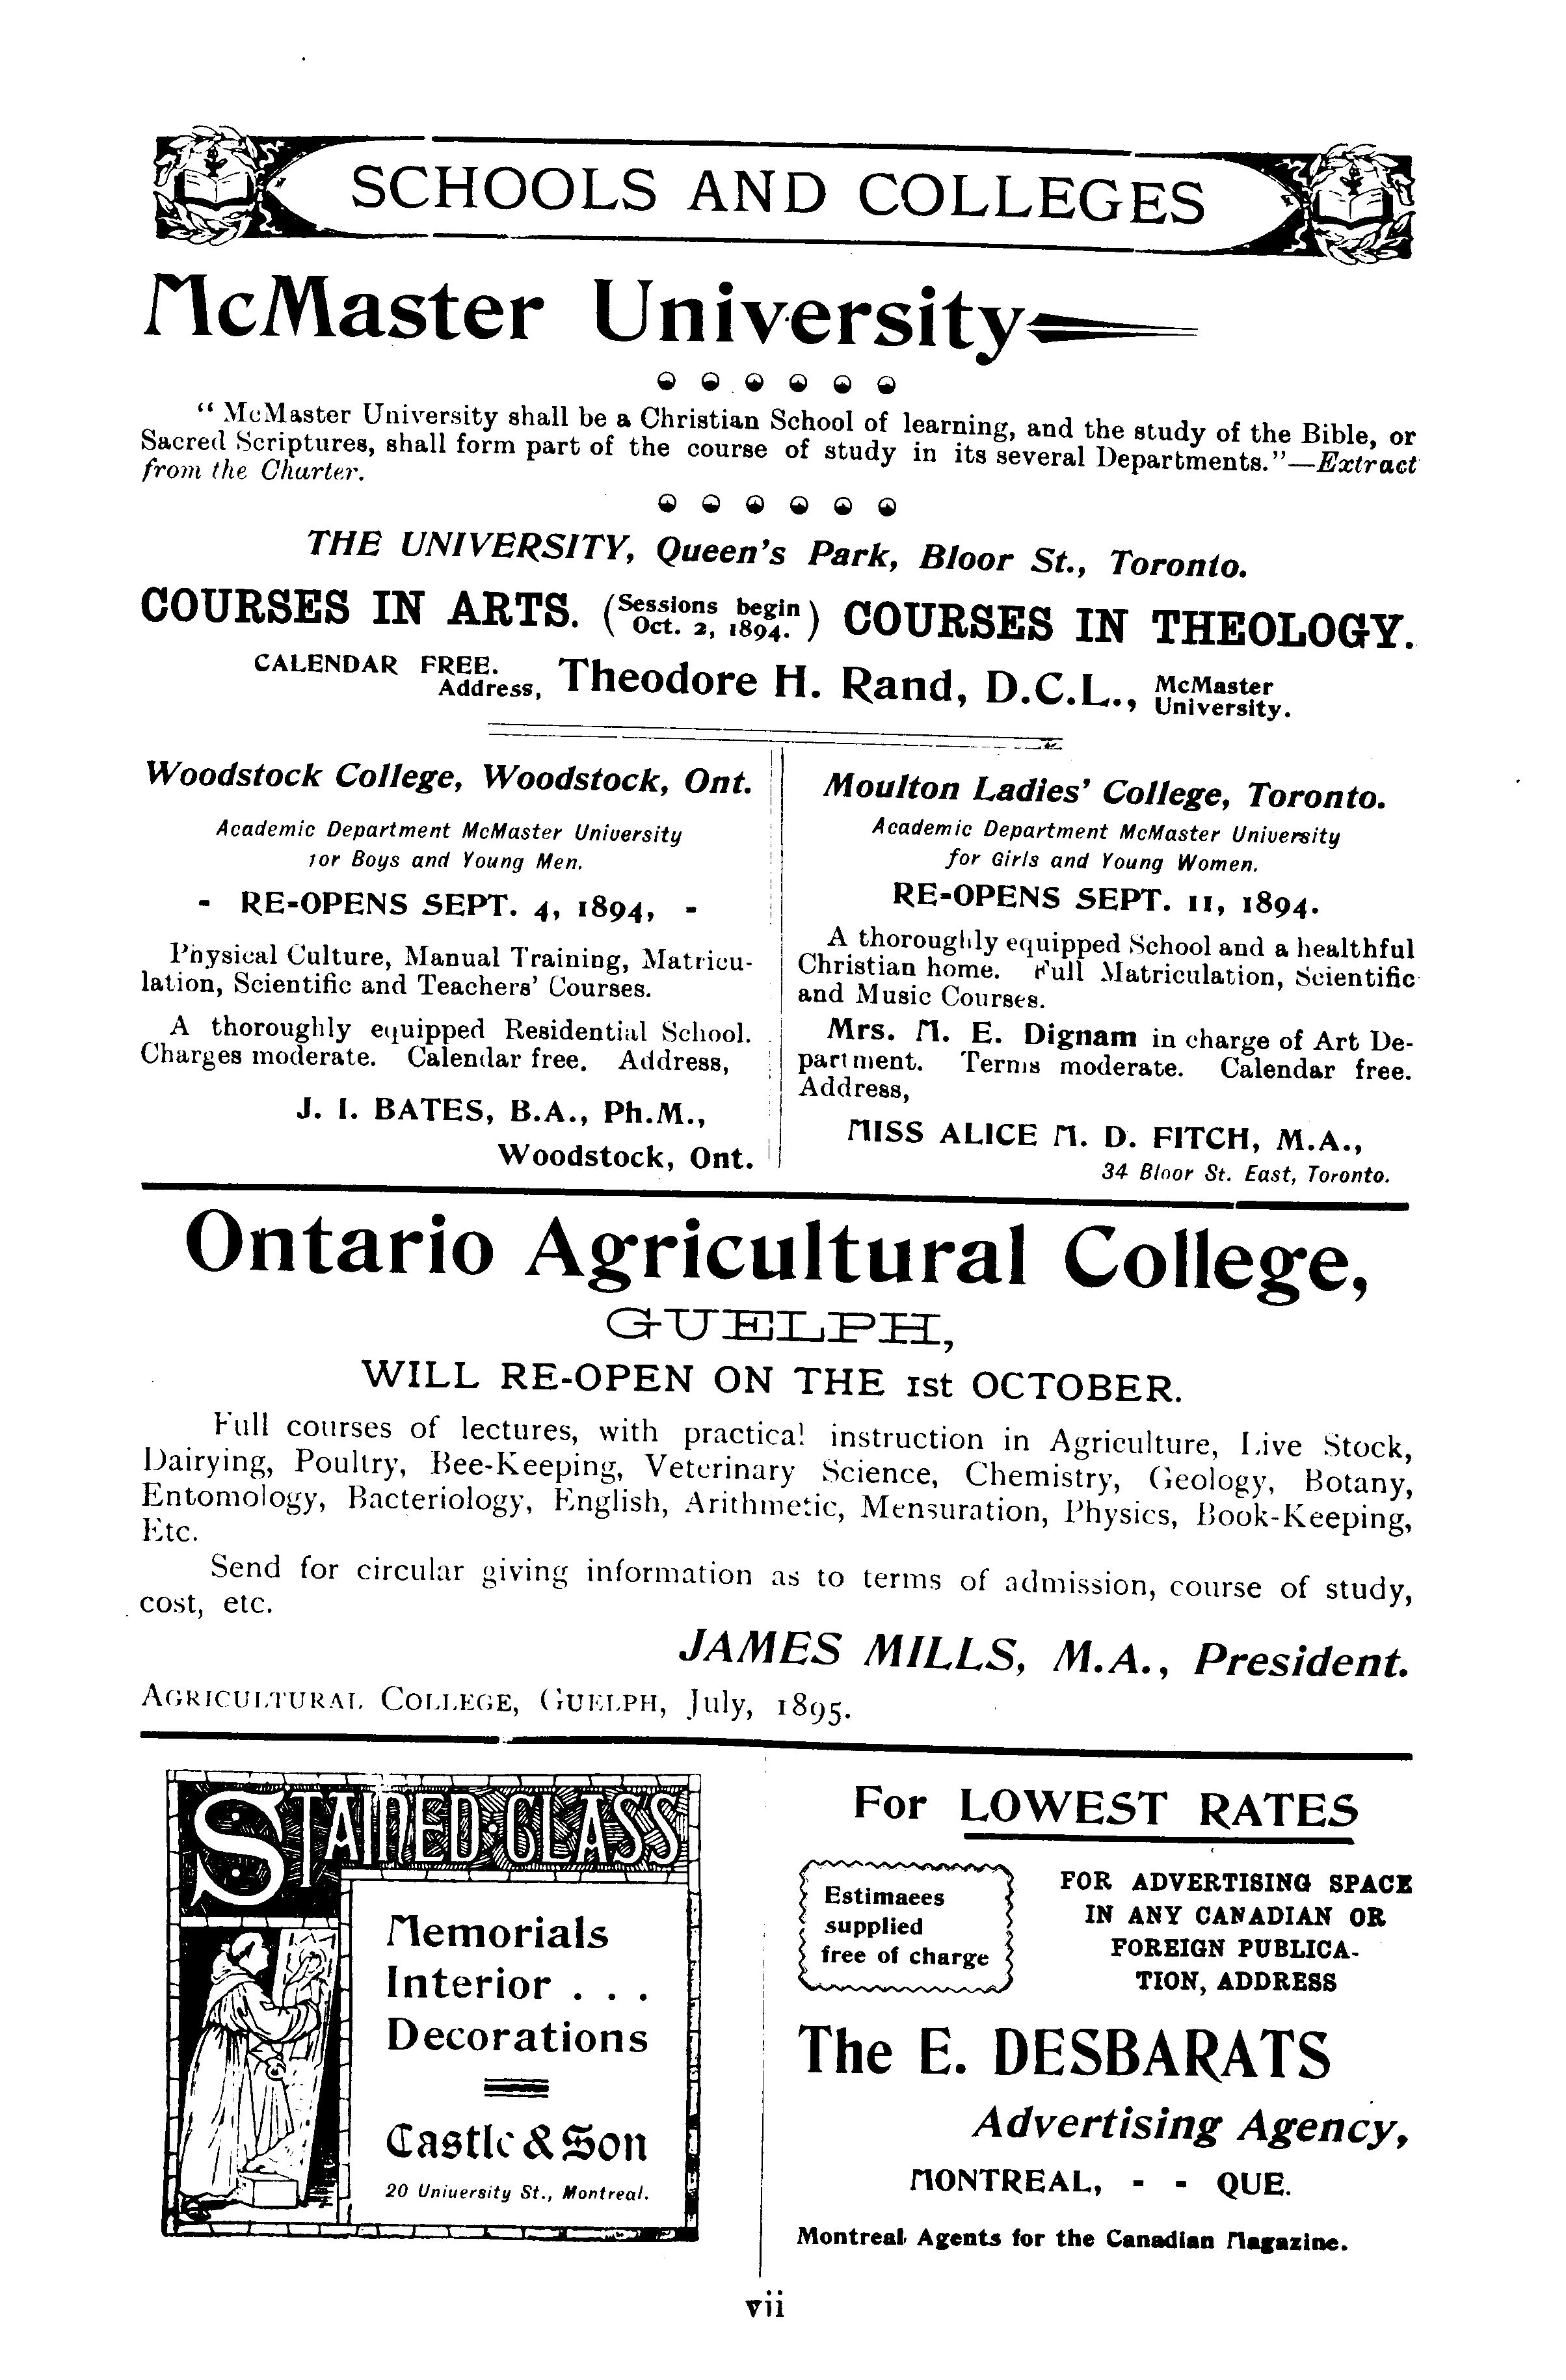 SCHOOLS AND COLLEGES
McMaster University
“ McMaster University shall be a Christian School of learning, and the study of the Bible, or
Sacred Scriptures, shall form part of the course of study in its several Departments.”—Extract
from the Charter.
THE UNIVERSITY, Queen's Park, Bloor St., Toronto.
COURSES IN ARTS. (Sessions begin Oct. 2, 1894.) COURSES IN THEOLOGY.
CALENDAR FREE. Address, Theodore H. Rand, D.C.L., McMaster University.
Woodstock College, Woodstock, Ont.
Academic Department McMaster University
for Boys and Young Men.
- RE-OPENS SEPT. 4, 1894, -
Physical Culture, Manual Training, Matricu-
lation, Scientific and Teachers' Courses.
A thoroughly equipped Residential School.
Charges moderate. Calendar free. Address,
J. I. BATES, B.A., Ph.M.,
Woodstock, Ont.
Moulton Ladies' College, Toronto.
Academic Department McMaster University
for Girls and Young Women.
RE-OPENS SEPT. 11, 1894.
A thoroughly equipped School and a healthful
Christian home. Full Matriculation, Scientific
and Music Courses.
Mrs. M. E. Dignam in charge of Art De-
partment. Terms moderate. Calendar free.
Address,
MISS ALICE M. D. FITCH, M.A.,
34 Bloor St. East, Toronto.
Ontario Agricultural College,
GUELPH,
WILL RE-OPEN ON THE 1st OCTOBER.
Full courses of lectures, with practical instruction in Agriculture, Live Stock,
Dairying, Poultry, Bee-Keeping, Veterinary Science, Chemistry, Geology, Botany,
Entomology, Bacteriology, English, Arithmetic, Mensuration, Physics, Book-Keeping,
Etc.
Send for circular giving information as to terms of admission, course of study,
cost, etc.
JAMES MILLS, M.A., President.
AGRICULTURAL COLLEGE, GUELPH, July, 1895.
STAINED·GLASS
Memorials
Interior . . .
Decorations
Castle & Son
20 University St., Montreal.
For LOWEST RATES
Estimaees
supplied
free of charge
FOR ADVERTISING SPACE
IN ANY CANADIAN OR
FOREIGN PUBLICA-
TION, ADDRESS
The E. DESBARATS
Advertising Agency,
MONTREAL, - - QUE.
Montreal Agents for the Canadian Magazine.
vii